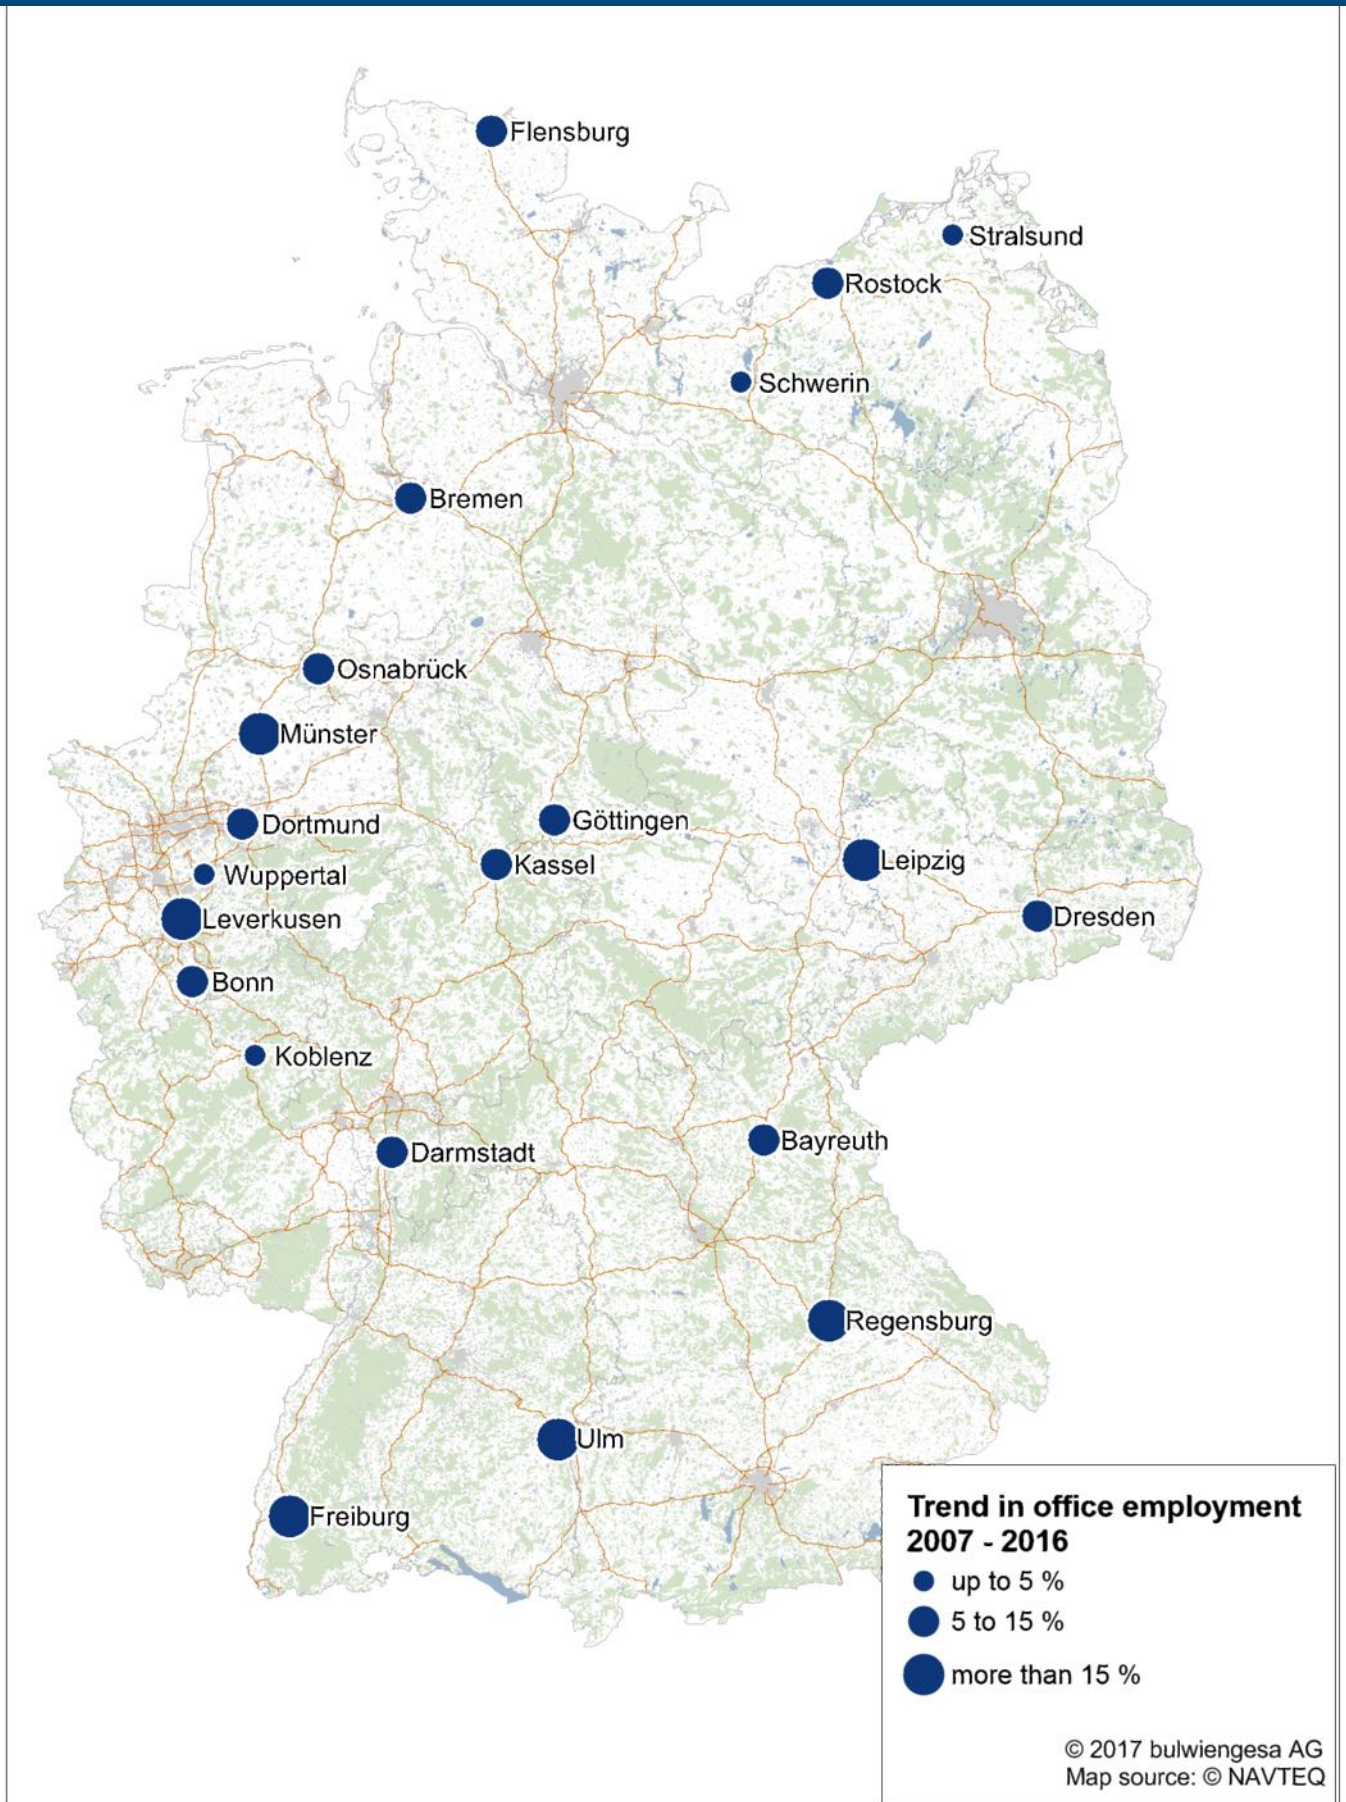 Flensburg
Stralsund
Rostock
Schwerin
Bremen
Osnabrück
Münster
Göttingen
Dortmund
Leipzig
Kassel
Wuppertal
Dresden
Leverkusen
Bonn
Koblenz
Bayreuth
Darmstadt
Regensburg
Ulm
Freiburg
Trend in office employment
2007 - 2016
up to 5 %
5 to 15 %
more than 15 %
© 2017 bulwiengesa AG
Map source: © NAVTEQ